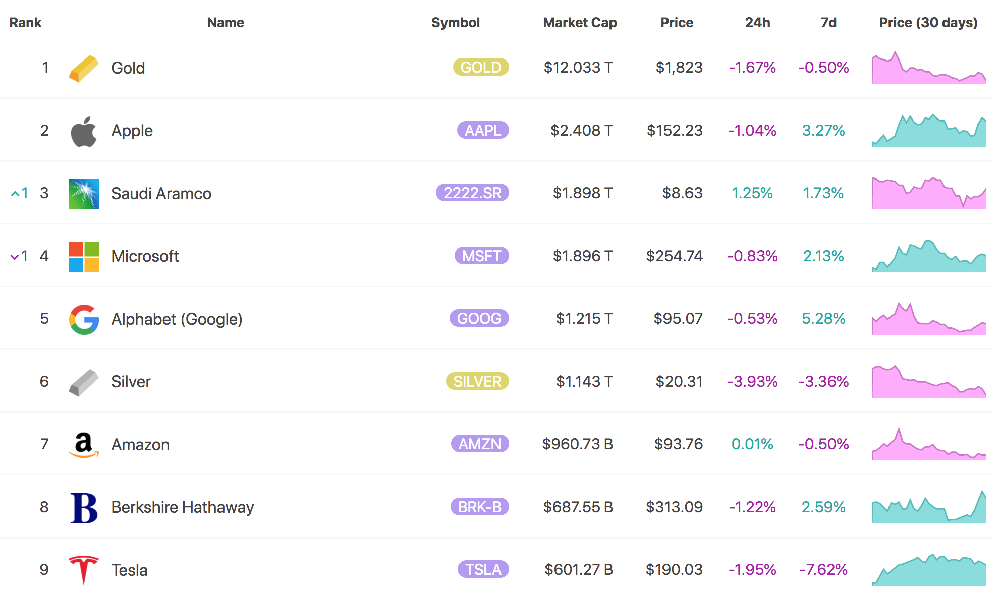 Rank Name Symbol Market Cap Price 24h 7d Price (30 days)
1 Gold GOLD $12.033 T $1,823 -1.67% -0.50%
2 Apple AAPL $2.408 T $152.23 -1.04% 3.27%
1 3 Saudi Aramco 2222.SR $1.898 T $8.63 1.25% 1.73%
1 4 Microsoft MSFT $1.896 T $254.74 -0.83% 2.13%
5 Alphabet (Google) GOOG $1.215 T $95.07 -0.53% 5.28%
6 Silver SILVER $1.143 T $20.31 -3.93% -3.36%
7 Amazon AMZN $960.73 B $93.76 0.01% -0.50%
8 Berkshire Hathaway BRK-B $687.55 B $313.09 -1.22% 2.59%
9 Tesla TSLA $601.27 B $190.03 -1.95% -7.62%